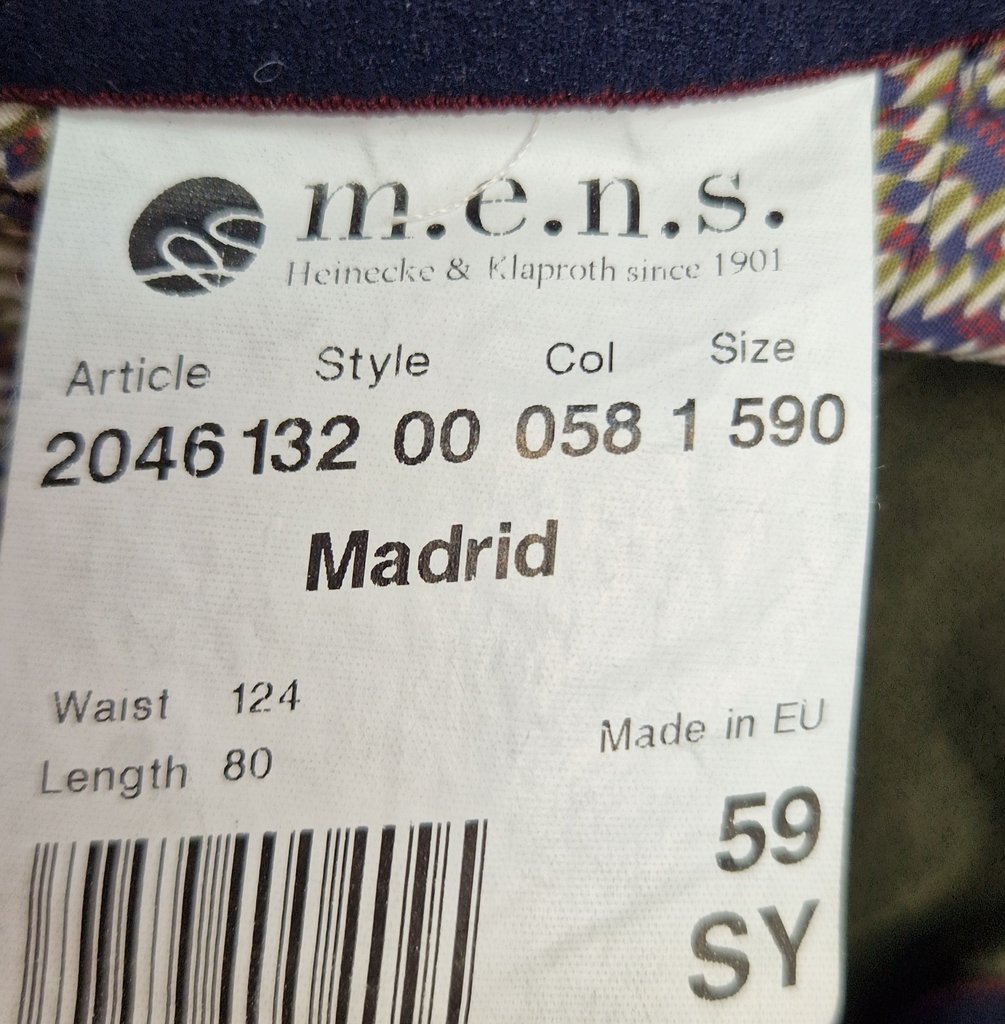 m.e.n.s.
Heinecke & Klaproth since 1901
Article Style Col Size
2046 132 00 058 1 590
Madrid
Waist 124
Length 80
Made in EU
59
SY